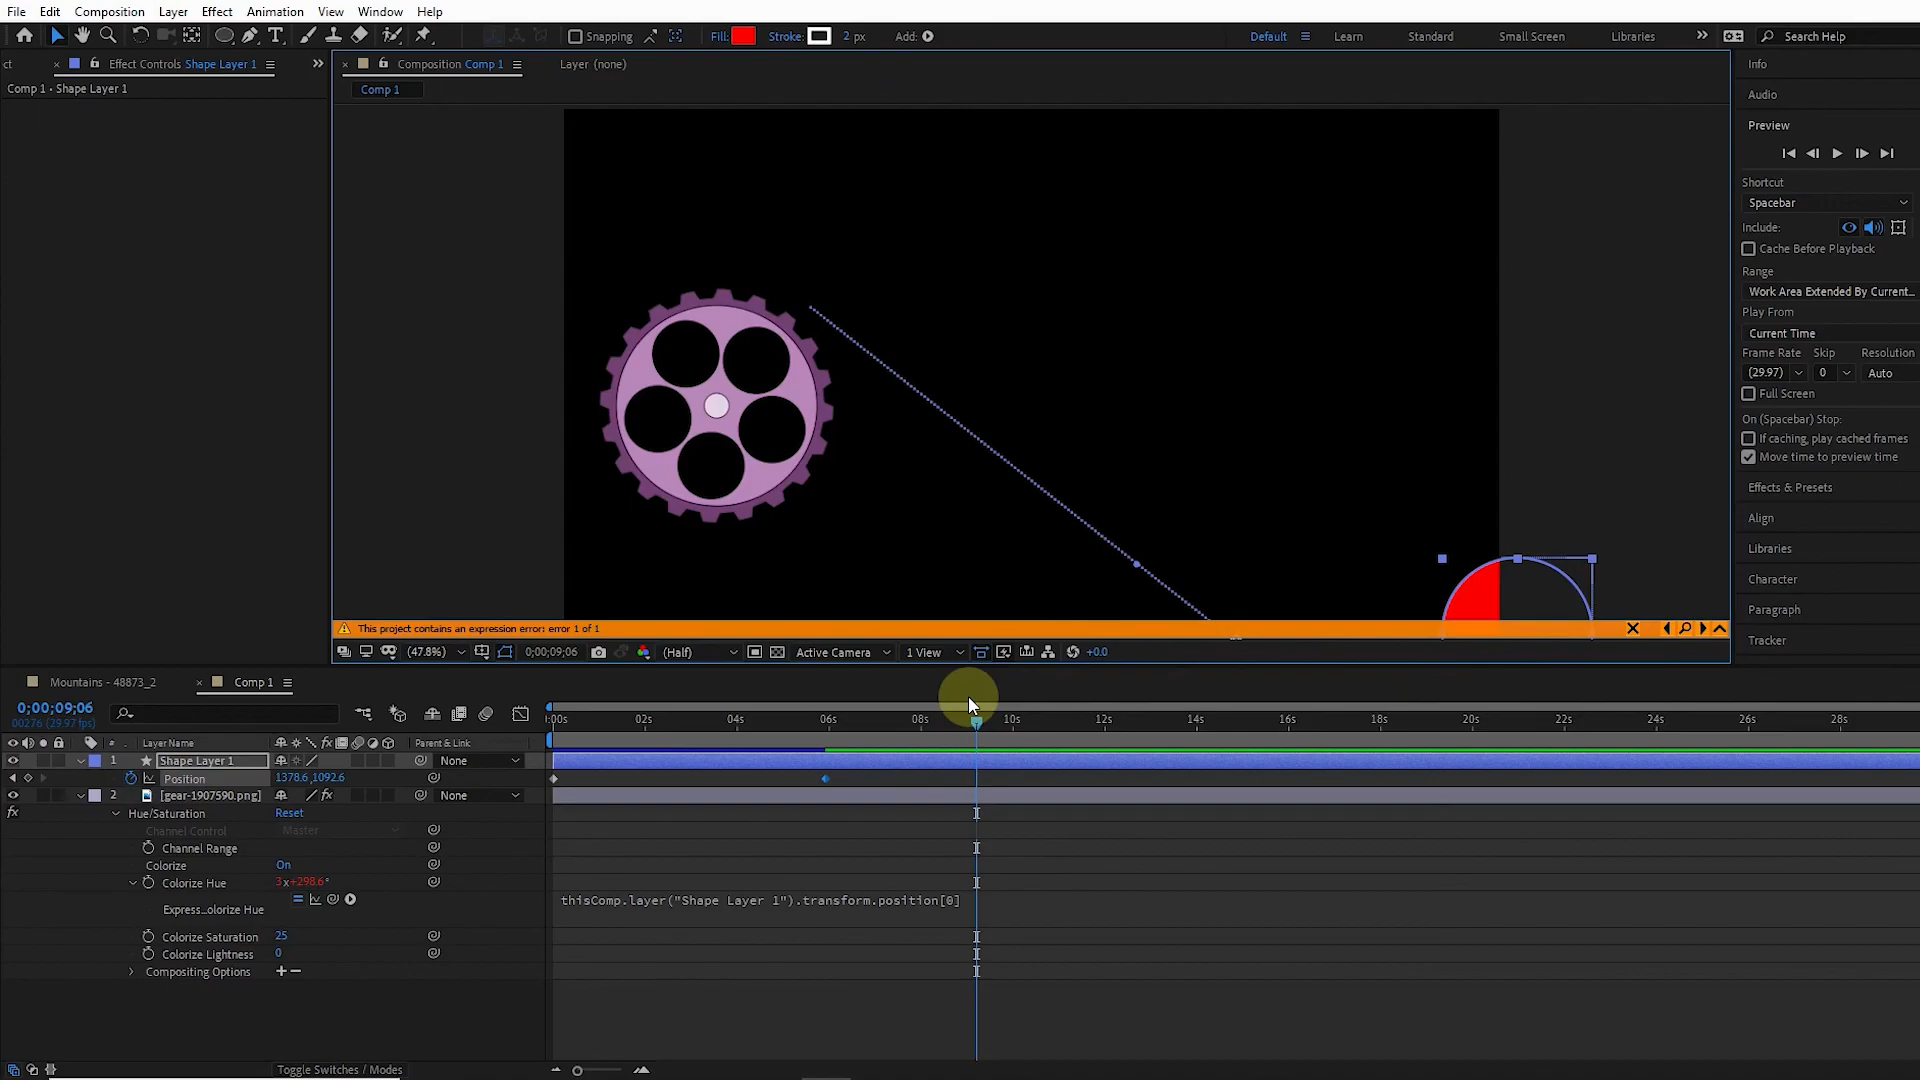 File Edit Composition Layer Effect Animation View Window Help
Snapping Fill: Stroke: 2 px Add: Default Learn Standard Small Screen Libraries Search Help
ct Effect Controls Shape Layer 1 Composition Comp 1 Layer (none) Info
Comp 1 • Shape Layer 1 Comp 1
Audio
Preview
Shortcut
Spacebar
Include:
Cache Before Playback
Range
Work Area Extended By Current...
Play From
Current Time
Frame Rate Skip Resolution
(29.97) 0 Auto
Full Screen
On (Spacebar) Stop:
If caching, play cached frames
Move time to preview time
Effects & Presets
Align
Libraries
Character
Paragraph
Tracker
This project contains an expression error: error 1 of 1
(47.8%) 0;00;09;06 (Half) Active Camera 1 View +0.0
Mountains - 48873_2 Comp 1
0;00;09;06
00276 (29.97 fps)
:00s 02s 04s 06s 08s 10s 12s 14s 16s 18s 20s 22s 24s 26s 28s
# Layer Name Parent & Link
1 Shape Layer 1 None
Position 1378.6,1092.6
2 [gear-1907590.png] None
fx Hue/Saturation Reset
Channel Control Master
Channel Range
Colorize On
Colorize Hue 3x+298.6°
Express...olorize Hue thisComp.layer("Shape Layer 1").transform.position[0]
Colorize Saturation 25
Colorize Lightness 0
Compositing Options + −
Toggle Switches / Modes